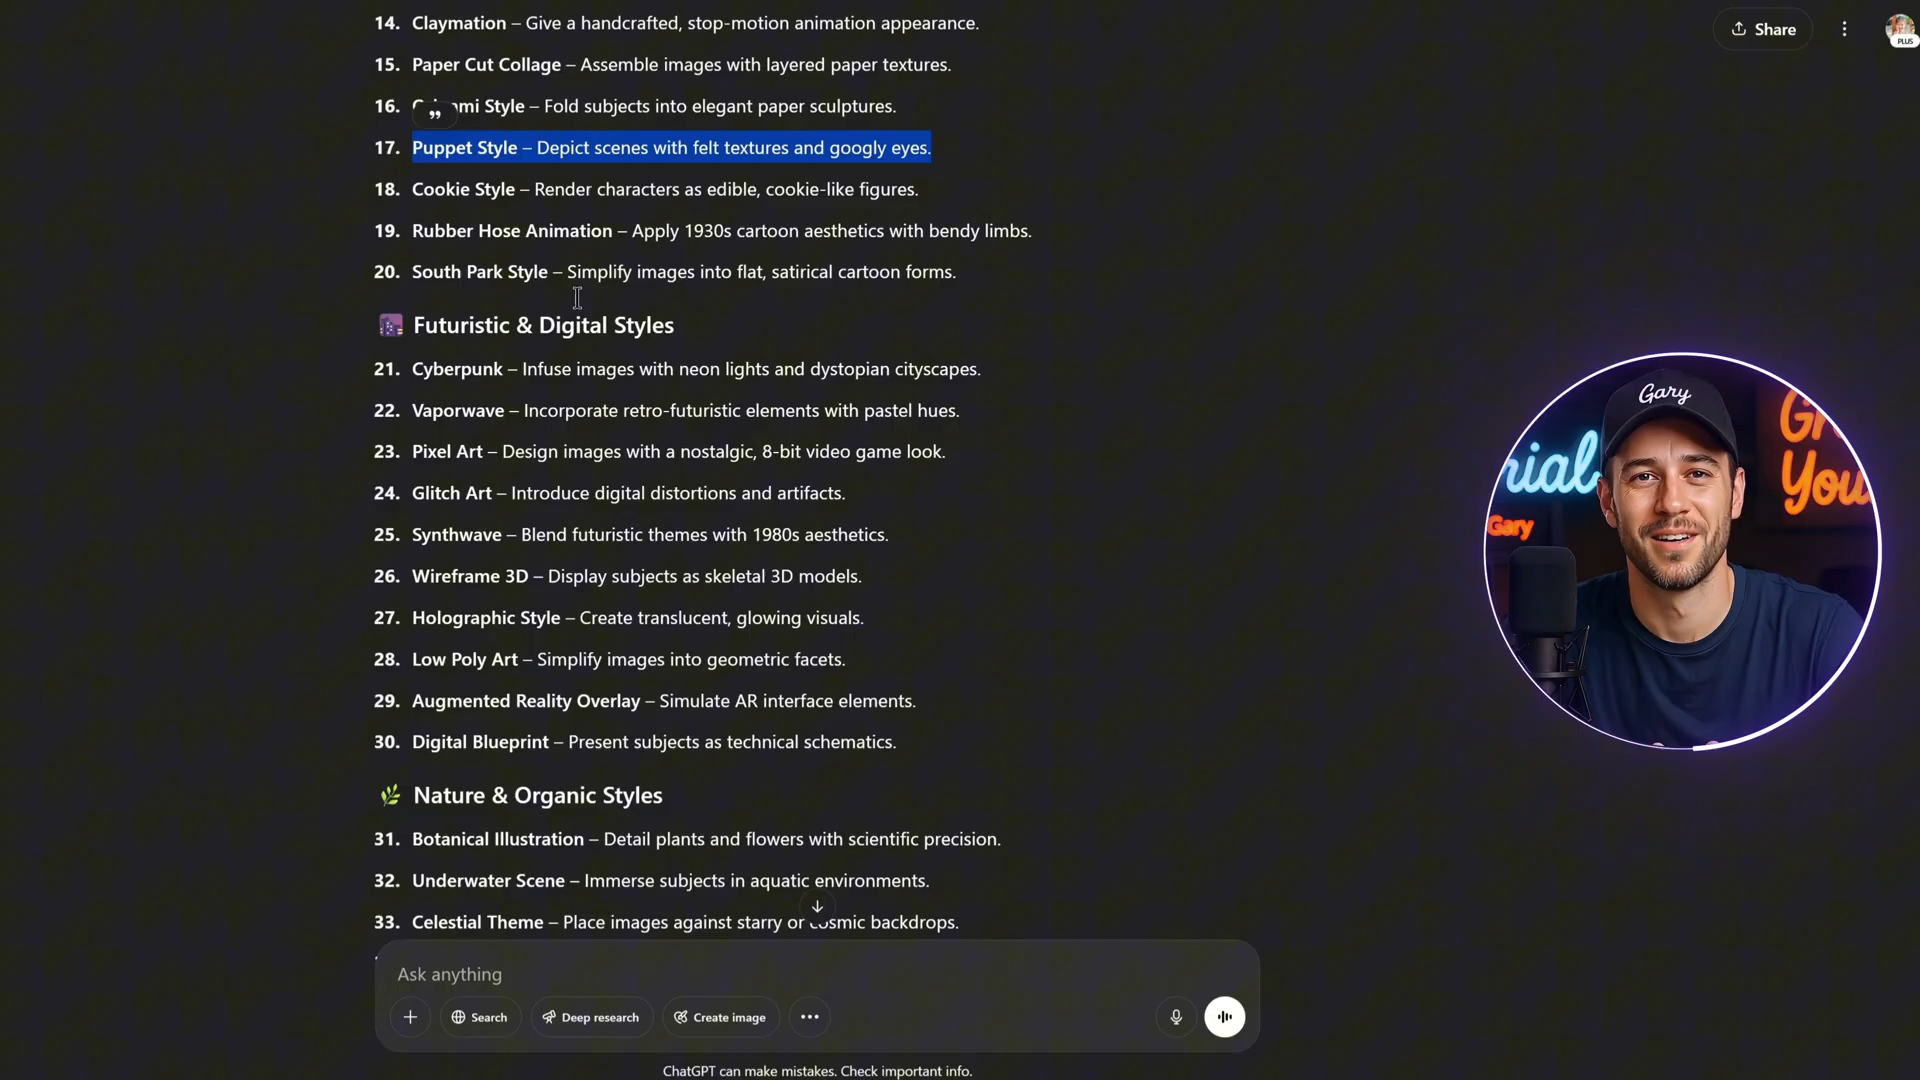 14. Claymation – Give a handcrafted, stop-motion animation appearance.
Share
PLUS
15. Paper Cut Collage – Assemble images with layered paper textures.
16. Style – Fold subjects into elegant paper sculptures.
17. Puppet Style – Depict scenes with felt textures and googly eyes.
18. Cookie Style – Render characters as edible, cookie-like figures.
19. Rubber Hose Animation – Apply 1930s cartoon aesthetics with bendy limbs.
20. South Park Style – Simplify images into flat, satirical cartoon forms.
Futuristic & Digital Styles
21. Cyberpunk – Infuse images with neon lights and dystopian cityscapes.
22. Vaporwave – Incorporate retro-futuristic elements with pastel hues.
23. Pixel Art – Design images with a nostalgic, 8-bit video game look.
24. Glitch Art – Introduce digital distortions and artifacts.
25. Synthwave – Blend futuristic themes with 1980s aesthetics.
26. Wireframe 3D – Display subjects as skeletal 3D models.
27. Holographic Style – Create translucent, glowing visuals.
28. Low Poly Art – Simplify images into geometric facets.
29. Augmented Reality Overlay – Simulate AR interface elements.
30. Digital Blueprint – Present subjects as technical schematics.
Nature & Organic Styles
31. Botanical Illustration – Detail plants and flowers with scientific precision.
32. Underwater Scene – Immerse subjects in aquatic environments.
33. Celestial Theme – Place images against starry or cosmic backdrops.
Gary
rial
Gary
Gr
You
Ask anything
Search
Deep research
Create image
ChatGPT can make mistakes. Check important info.